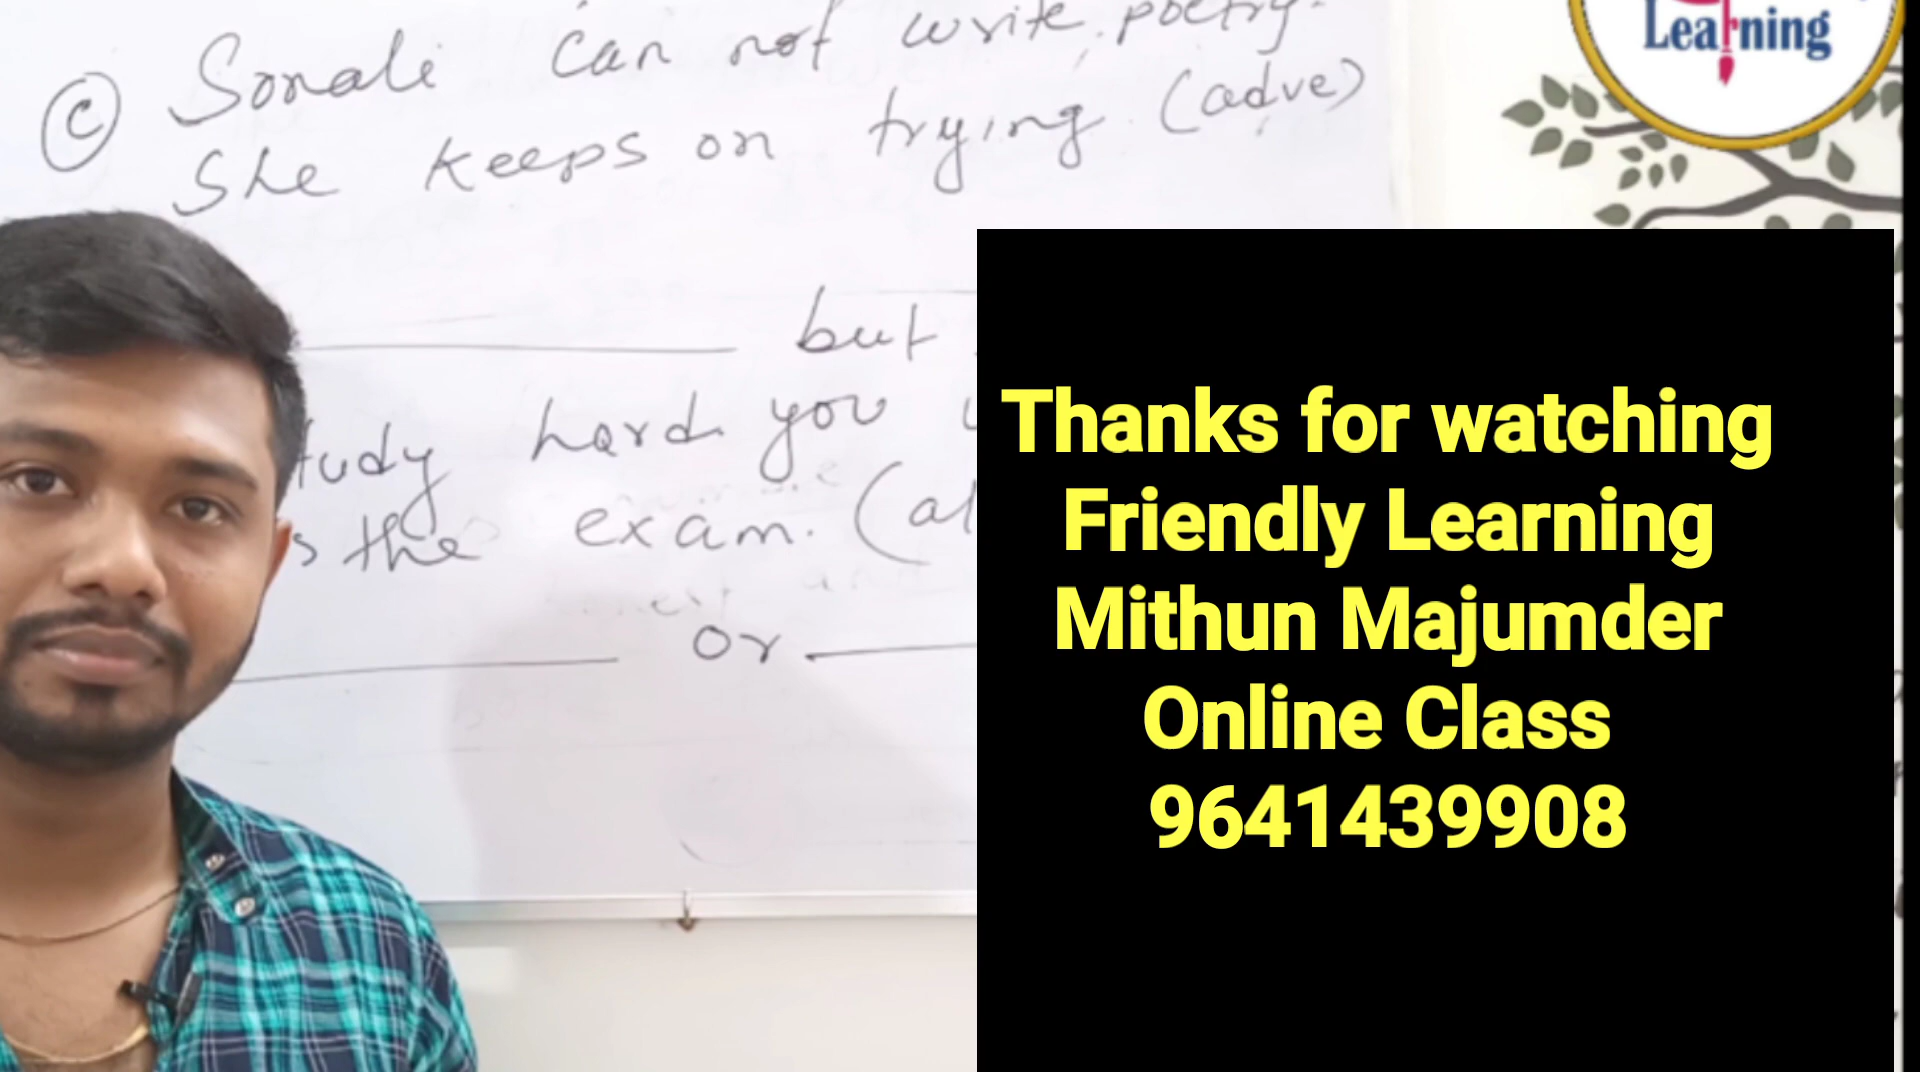 Learning
Ⓒ Sonali can not write poetry.
She keeps on trying (adve)
but
tudy hard you
s the exam. (al
or
Thanks for watching
Friendly Learning
Mithun Majumder
Online Class
9641439908